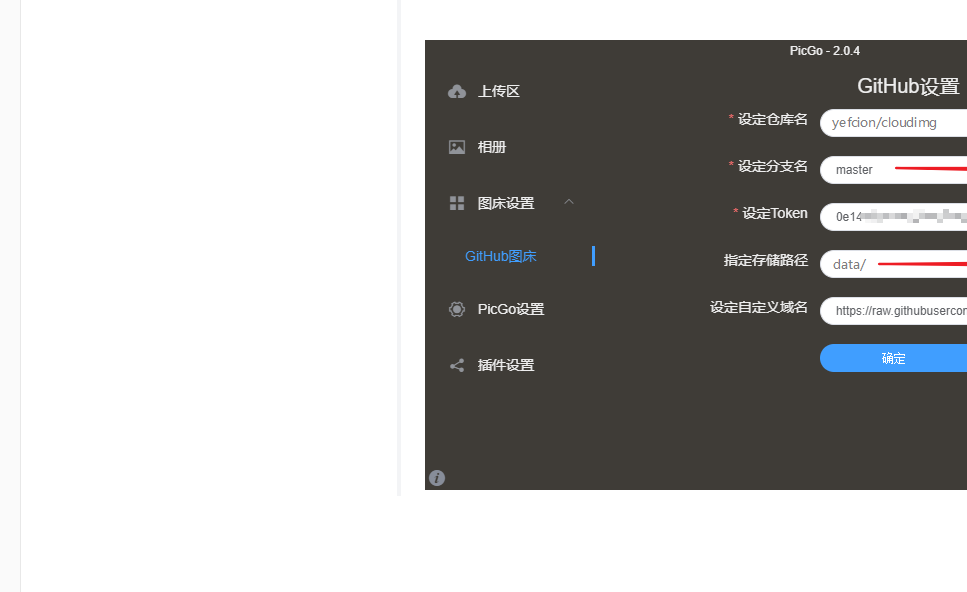 PicGo - 2.0.4
上传区
相册
图床设置
GitHub图床
PicGo设置
插件设置
GitHub设置
* 设定仓库名 yefcion/cloudimg
* 设定分支名 master
* 设定Token 0e14
指定存储路径 data/
设定自定义域名 https://raw.githubusercon
确定